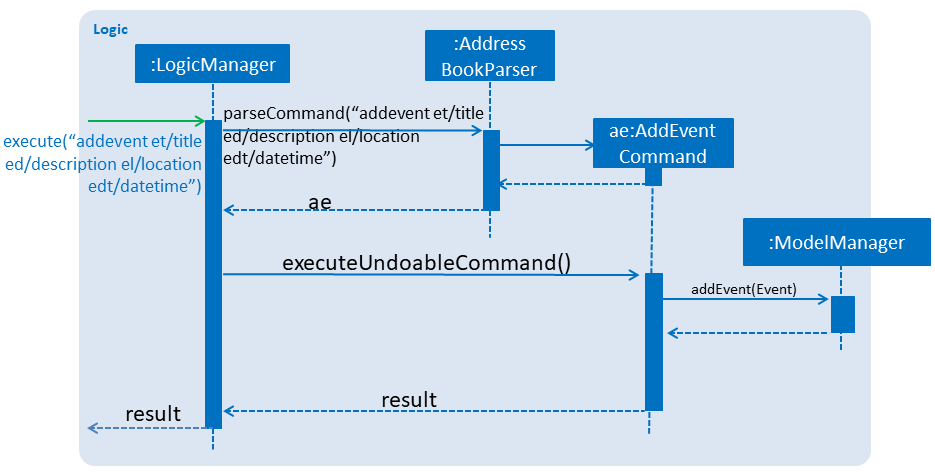 Logic
:LogicManager
:Address
BookParser
parseCommand(“addevent et/title
ed/description el/location
edt/datetime”)
execute(“addevent et/title
ed/description el/location
edt/datetime”)
ae:AddEvent
Command
ae
:ModelManager
executeUndoableCommand()
addEvent(Event)
result
result